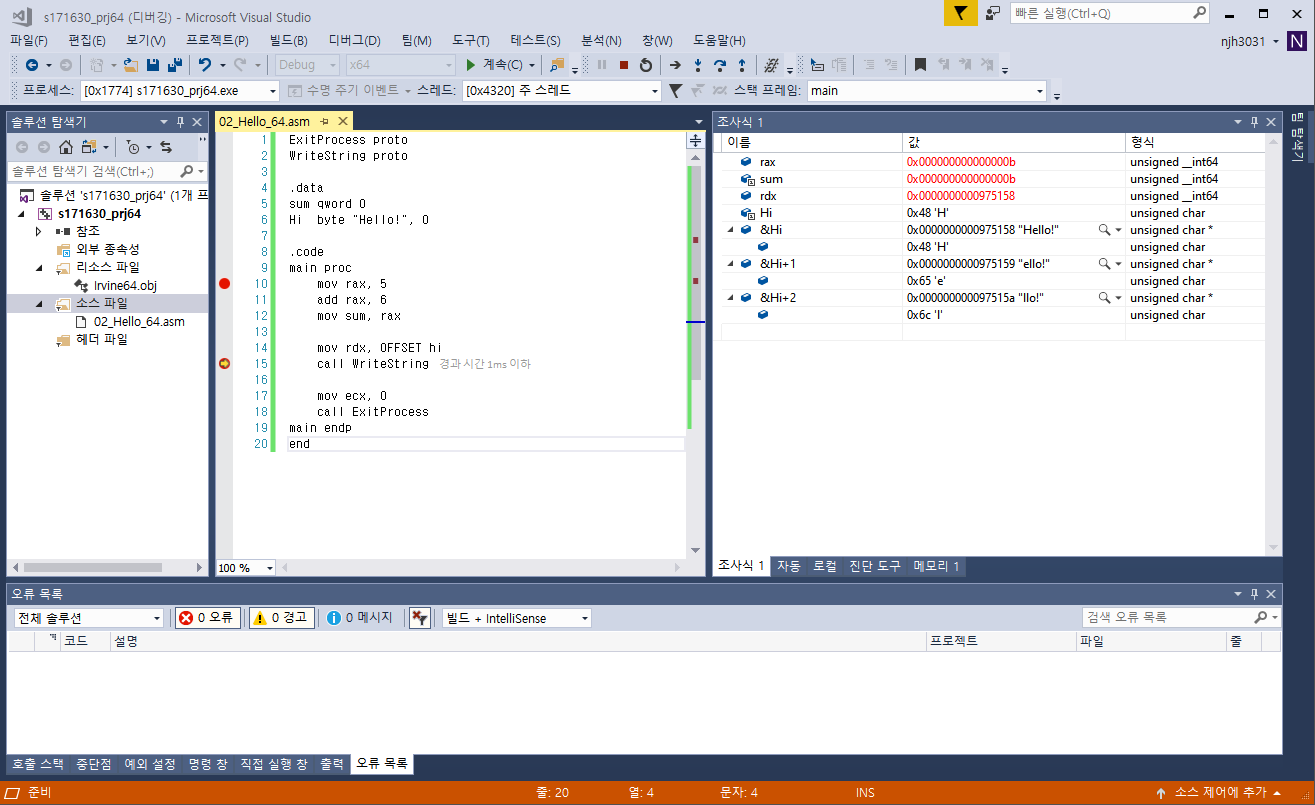 s171630_prj64 (디버깅) - Microsoft Visual Studio
빠른 실행(Ctrl+Q)
파일(F) 편집(E) 보기(V) 프로젝트(P) 빌드(B) 디버그(D) 팀(M) 도구(T) 테스트(S) 분석(N) 창(W) 도움말(H)
njh3031 N
Debug x64 계속(C)
프로세스: [0x1774] s171630_prj64.exe 수명 주기 이벤트 스레드: [0x4320] 주 스레드 스택 프레임: main
솔루션 탐색기
솔루션 탐색기 검색(Ctrl+;)
솔루션 's171630_prj64' (1개 프
s171630_prj64
참조
외부 종속성
리소스 파일
Irvine64.obj
소스 파일
02_Hello_64.asm
헤더 파일
02_Hello_64.asm
1 ExitProcess proto
2 WriteString proto
3
4 .data
5 sum qword 0
6 Hi byte "Hello!", 0
7
8 .code
9 main proc
10 mov rax, 5
11 add rax, 6
12 mov sum, rax
13
14 mov rdx, OFFSET hi
15 call WriteString 경과 시간 1ms 이하
16
17 mov ecx, 0
18 call ExitProcess
19 main endp
20 end
100 %
조사식 1
이름 값 형식
rax 0x000000000000000b unsigned __int64
sum 0x000000000000000b unsigned __int64
rdx 0x0000000000975158 unsigned __int64
Hi 0x48 'H' unsigned char
&Hi 0x0000000000975158 "Hello!" unsigned char *
0x48 'H' unsigned char
&Hi+1 0x0000000000975159 "ello!" unsigned char *
0x65 'e' unsigned char
&Hi+2 0x000000000097515a "llo!" unsigned char *
0x6c 'l' unsigned char
조사식 1 자동 로컬 진단 도구 메모리 1
팀 탐색기
오류 목록
전체 솔루션 0 오류 0 경고 0 메시지 빌드 + IntelliSense
검색 오류 목록
코드 설명 프로젝트 파일 줄
호출 스택 중단점 예외 설정 명령 창 직접 실행 창 출력 오류 목록
준비 줄: 20 열: 4 문자: 4 INS 소스 제어에 추가